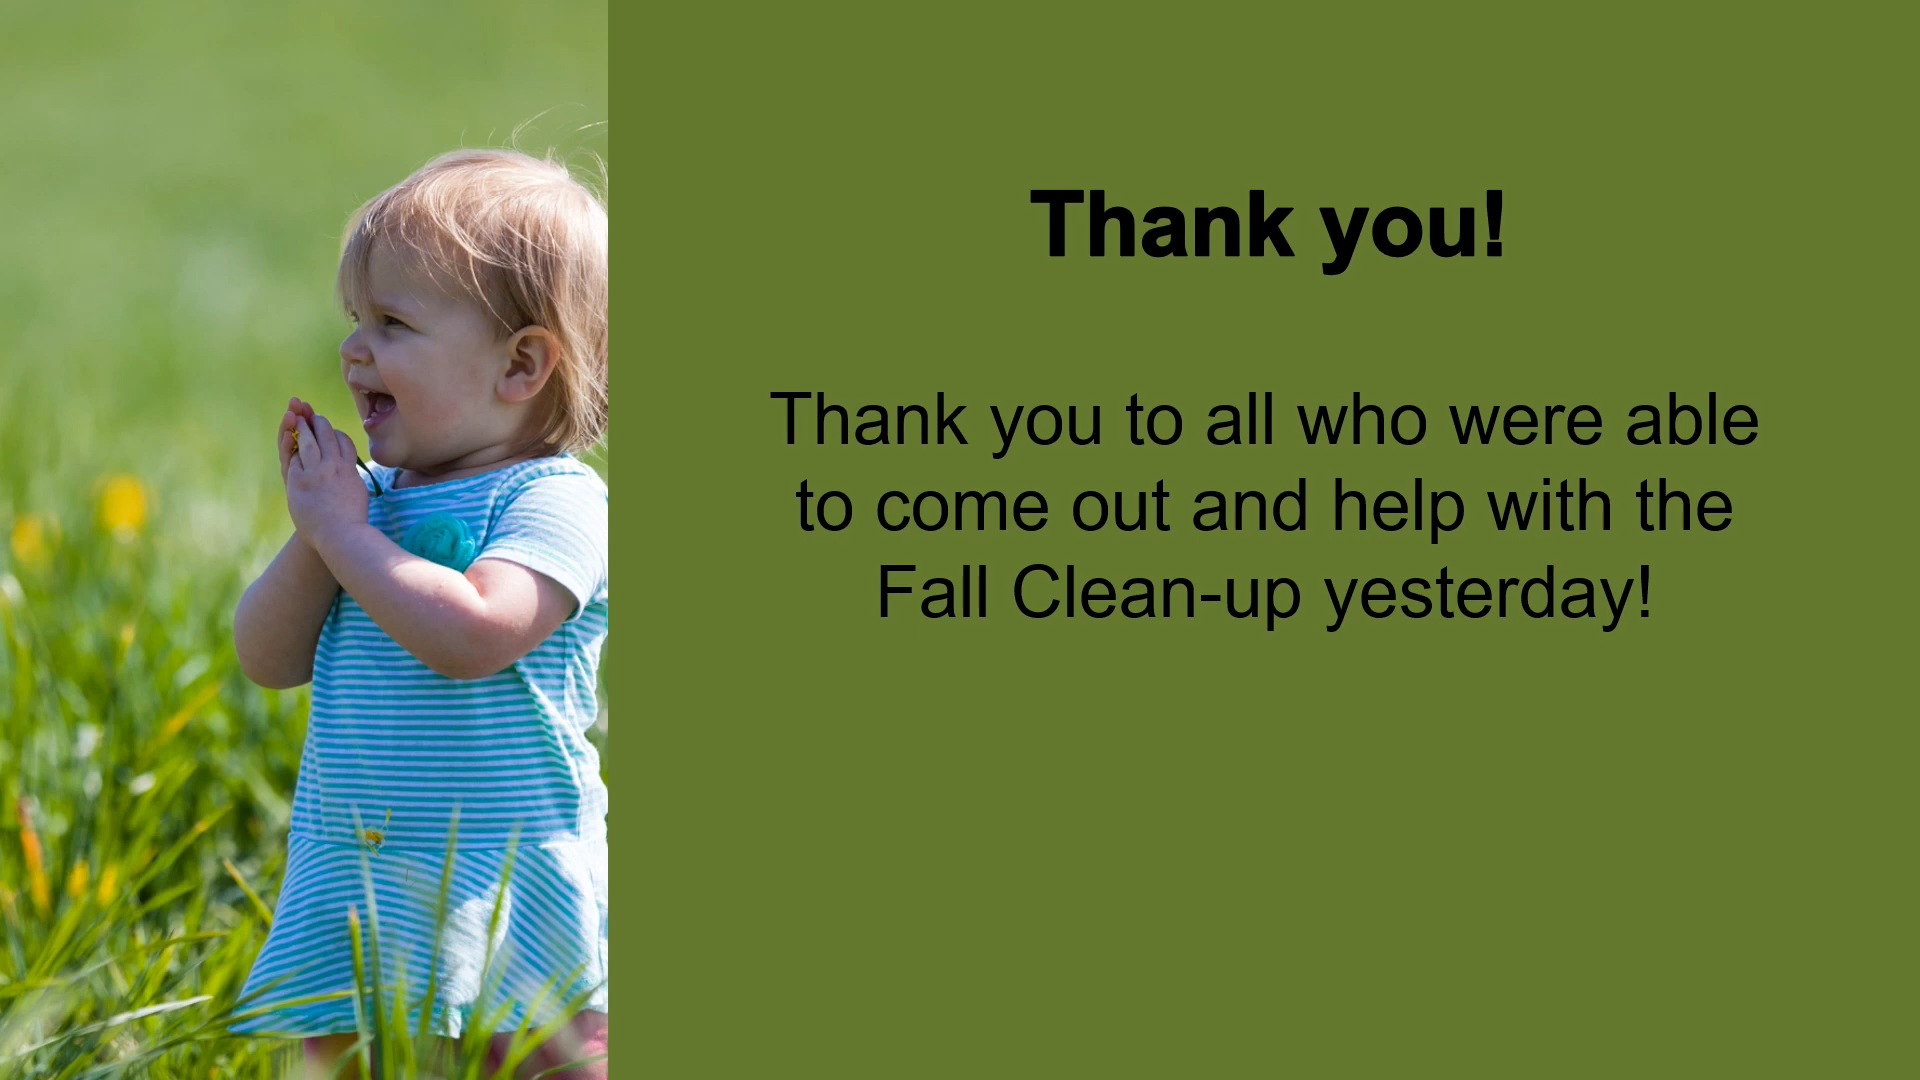 Thank you!
Thank you to all who were able
to come out and help with the
Fall Clean-up yesterday!